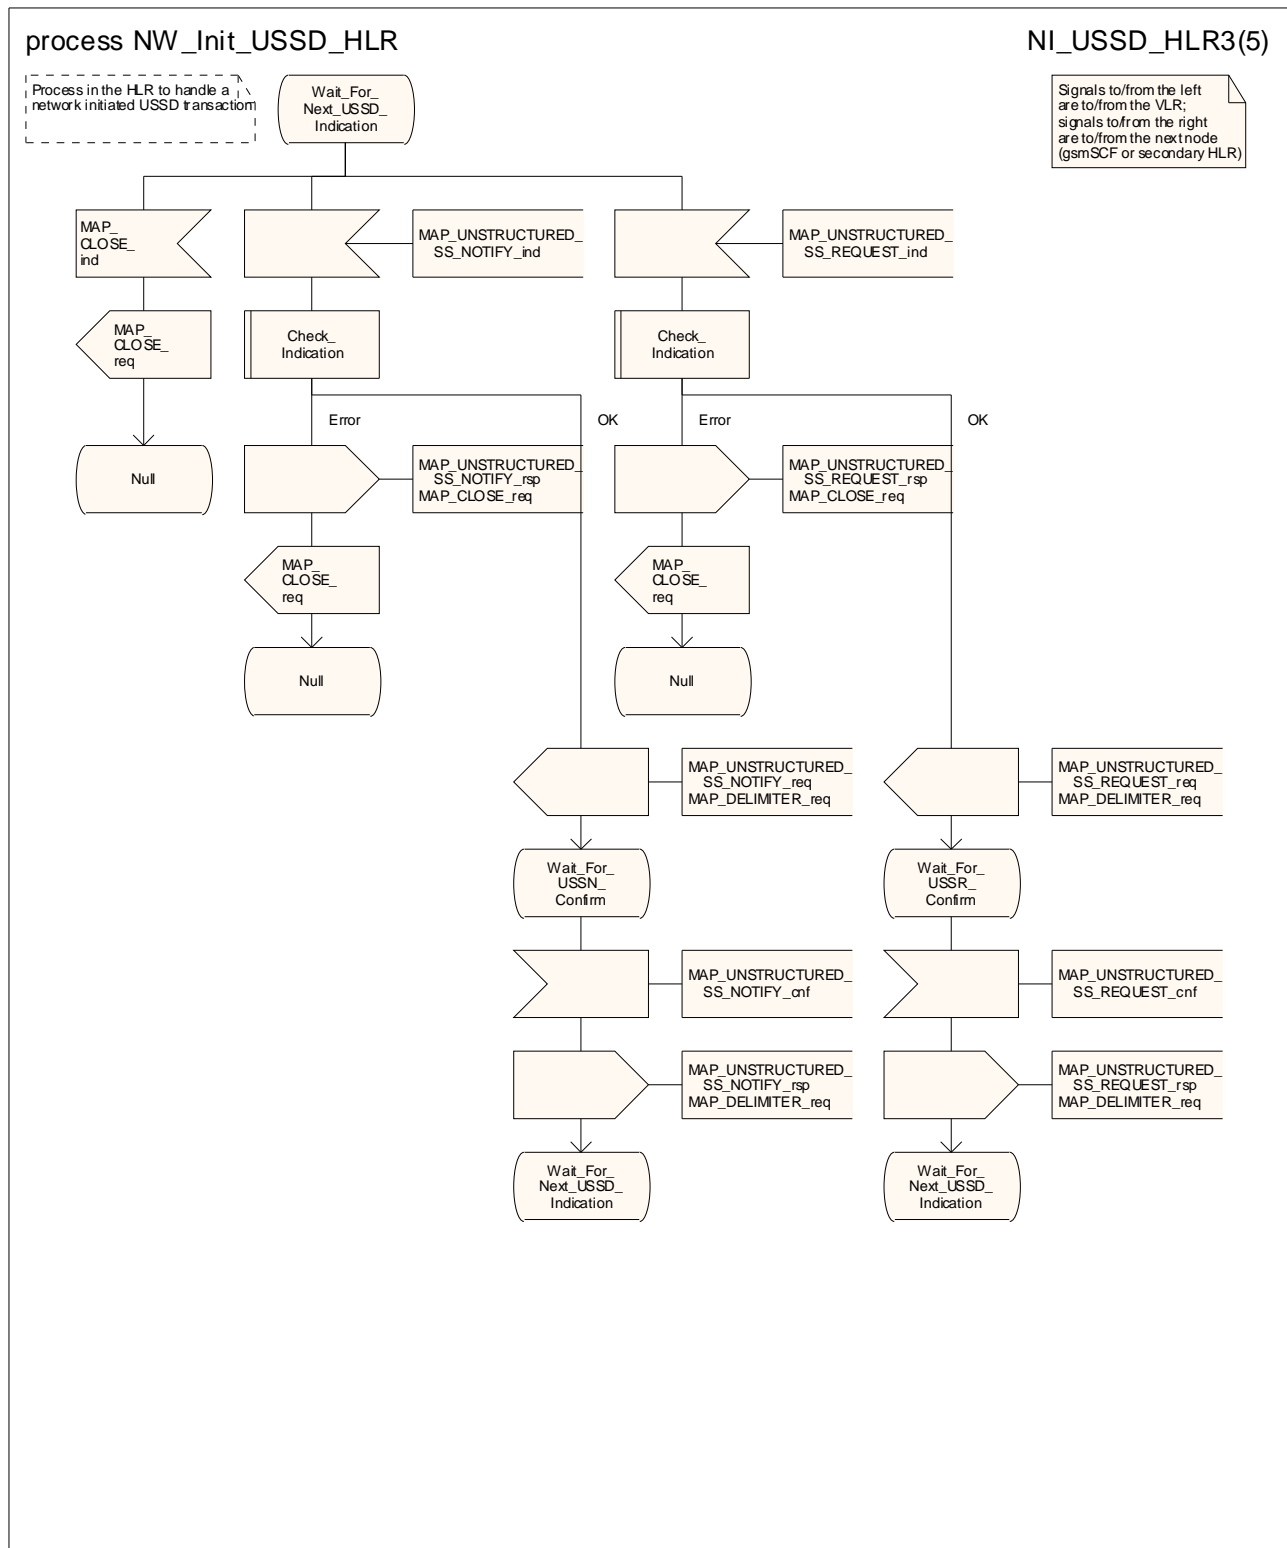 process NW_Init_USSD_HLR
NI_USSD_HLR3(5)
Process in the HLR to handle a
network initiated USSD transaction
Wait_For_
Next_USSD_
Indication
Signals to/from the left
are to/from the VLR;
signals to/from the right
are to/from the next node
(gsmSCF or secondary HLR)
MAP_
CLOSE_
ind
MAP_UNSTRUCTURED_
SS_NOTIFY_ind
MAP_UNSTRUCTURED_
SS_REQUEST_ind
MAP_
CLOSE_
req
Check_
Indication
Check_
Indication
Error
OK
Error
OK
Null
MAP_UNSTRUCTURED_
SS_NOTIFY_rsp
MAP_CLOSE_req
MAP_UNSTRUCTURED_
SS_REQUEST_rsp
MAP_CLOSE_req
MAP_
CLOSE_
req
MAP_
CLOSE_
req
Null
Null
MAP_UNSTRUCTURED_
SS_NOTIFY_req
MAP_DELIMITER_req
MAP_UNSTRUCTURED_
SS_REQUEST_req
MAP_DELIMITER_req
Wait_For_
USSN_
Confirm
Wait_For_
USSR_
Confirm
MAP_UNSTRUCTURED_
SS_NOTIFY_cnf
MAP_UNSTRUCTURED_
SS_REQUEST_cnf
MAP_UNSTRUCTURED_
SS_NOTIFY_rsp
MAP_DELIMITER_req
MAP_UNSTRUCTURED_
SS_REQUEST_rsp
MAP_DELIMITER_req
Wait_For_
Next_USSD_
Indication
Wait_For_
Next_USSD_
Indication